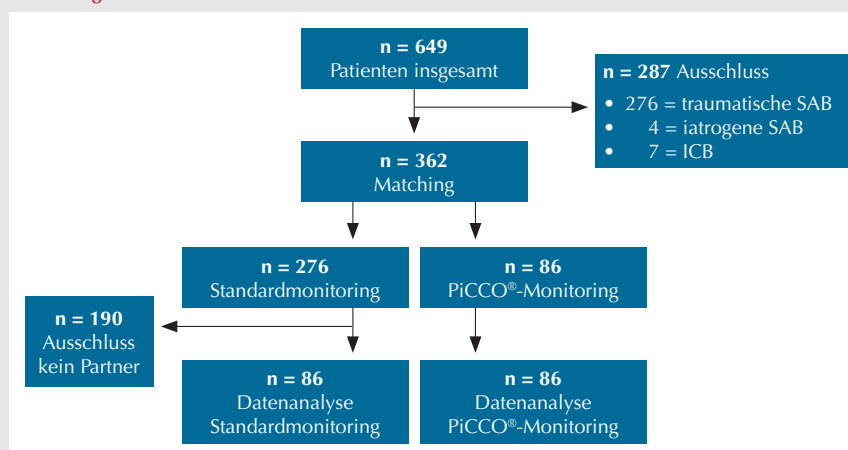 n = 649
Patienten insgesamt
n = 287 Ausschluss
• 276 = traumatische SAB
• 4 = iatrogene SAB
• 7 = ICB
n = 362
Matching
n = 276
Standardmonitoring
n = 86
PiCCO®-Monitoring
n = 190
Ausschluss
kein Partner
n = 86
Datenanalyse
Standardmonitoring
n = 86
Datenanalyse
PiCCO®-Monitoring